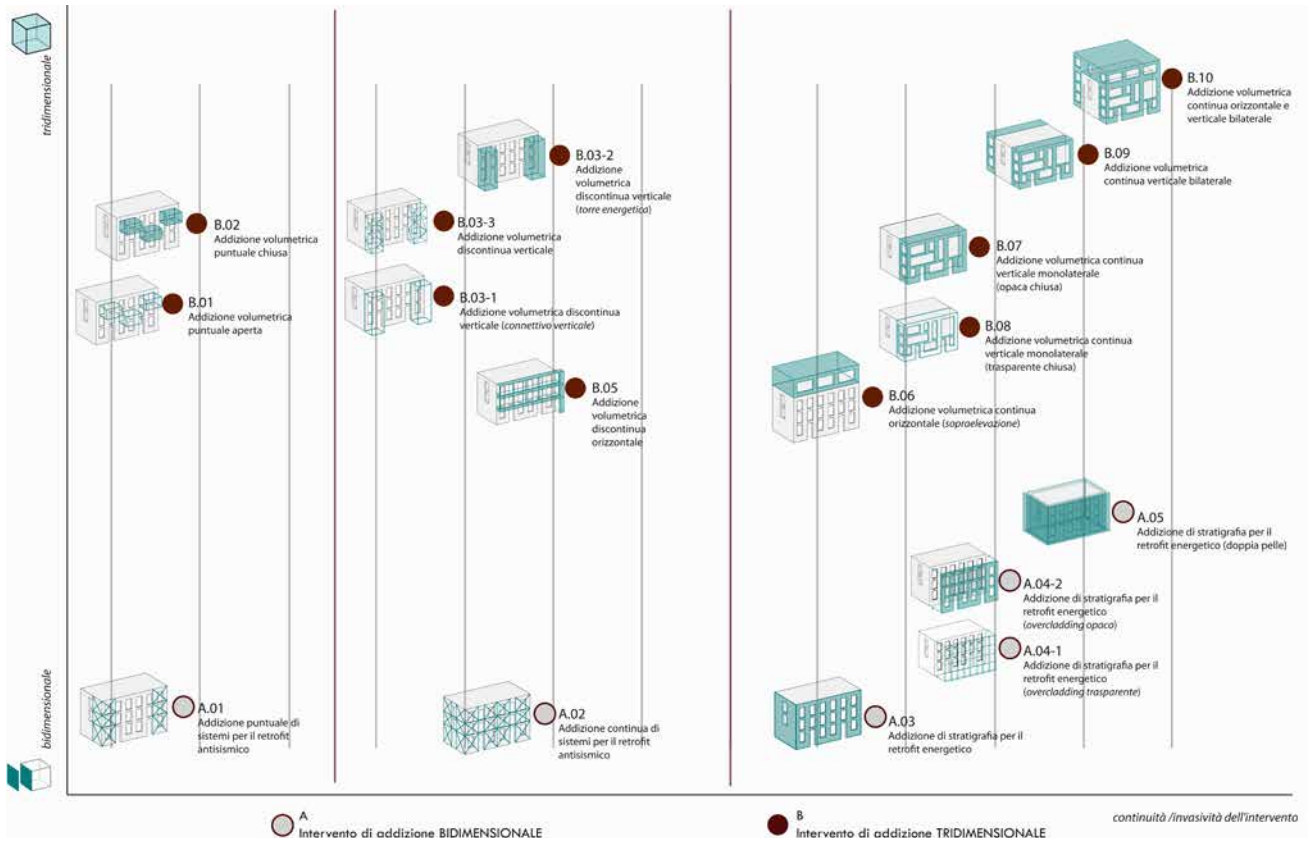 tridimensionale
B.10
Addizione volumetrica
continua orizzontale e
verticale bilaterale
B.03-2
Addizione
volumetrica
discontinua verticale
(torre energetica)
B.09
Addizione volumetrica
continua verticale bilaterale
B.02
Addizione volumetrica
puntuale chiusa
B.03-3
Addizione volumetrica
discontinua verticale
B.07
Addizione volumetrica continua
verticale monolaterale
(opaca chiusa)
B.01
Addizione volumetrica
puntuale aperta
B.03-1
Addizione volumetrica discontinua
verticale (connettivo verticale)
B.08
Addizione volumetrica continua
verticale monolaterale
(trasparente chiusa)
B.05
Addizione
volumetrica
discontinua
orizzontale
B.06
Addizione volumetrica continua
orizzontale (sopraelevazione)
A.05
Addizione di stratigrafia per il
retrofit energetico (doppia pelle)
A.04-2
Addizione di stratigrafia per il
retrofit energetico
(overcladding opaco)
A.04-1
Addizione di stratigrafia per il
retrofit energetico
(overcladding trasparente)
bidimensionale
A.01
Addizione puntuale di
sistemi per il retrofit
antisismico
A.02
Addizione continua di
sistemi per il retrofit
antisismico
A.03
Addizione di stratigrafia per il
retrofit energetico
continuità /invasività dell'intervento
A
Intervento di addizione BIDIMENSIONALE
B
Intervento di addizione TRIDIMENSIONALE